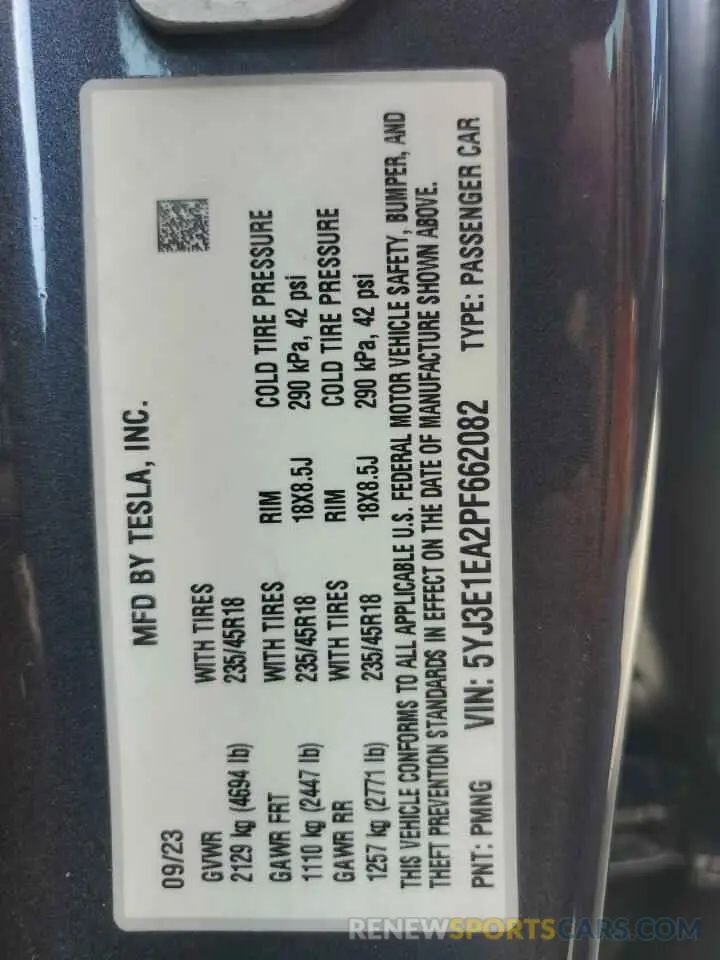 MFD BY TESLA, INC.
09/23
GVWR WITH TIRES
2129 kg (4694 lb) 235/45R18
GAWR FRT WITH TIRES RIM COLD TIRE PRESSURE
1110 kg (2447 lb) 235/45R18 18X8.5J 290 kPa, 42 psi
GAWR RR WITH TIRES RIM COLD TIRE PRESSURE
1257 kg (2771 lb) 235/45R18 18X8.5J 290 kPa, 42 psi
THIS VEHICLE CONFORMS TO ALL APPLICABLE U.S. FEDERAL MOTOR VEHICLE SAFETY, BUMPER, AND
THEFT PREVENTION STANDARDS IN EFFECT ON THE DATE OF MANUFACTURE SHOWN ABOVE.
PNT: PMNG VIN: 5YJ3E1EA2PF662082 TYPE: PASSENGER CAR
RENEWSPORTSCARS.COM